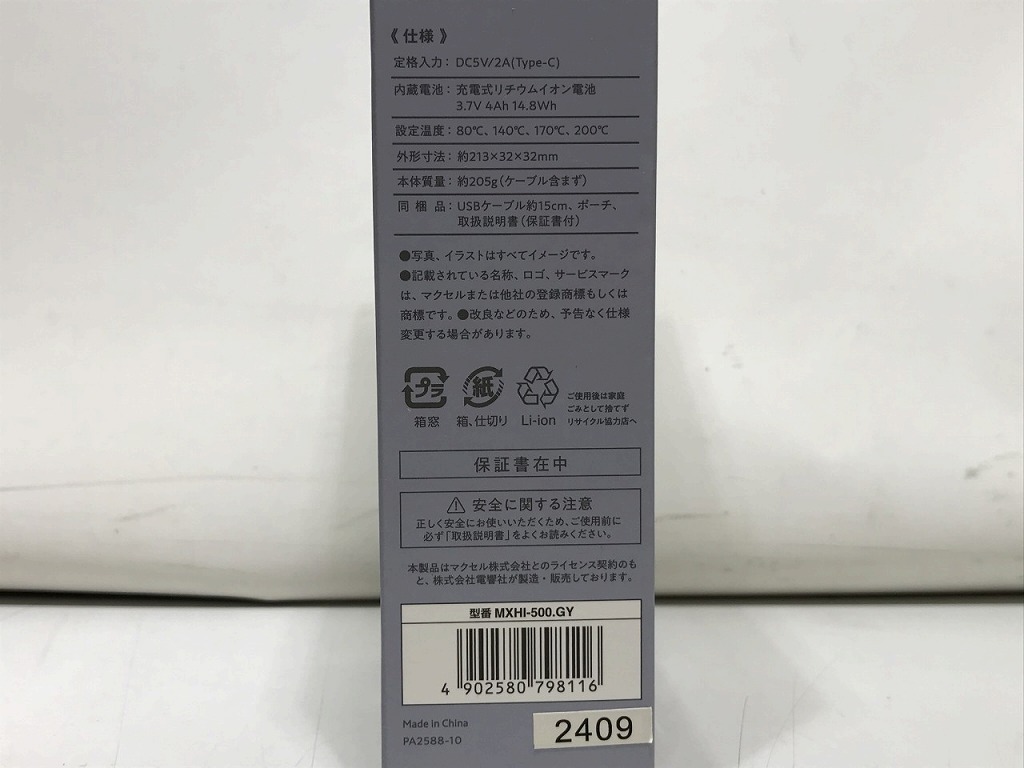 《仕様》
定格入力：DC5V/2A(Type-C)
内蔵電池：充電式リチウムイオン電池
3.7V 4Ah 14.8Wh
設定温度：80℃、140℃、170℃、200℃
外形寸法：約213×32×32mm
本体質量：約205g(ケーブル含まず)
同梱品：USBケーブル約15cm、ポーチ、
取扱説明書(保証書付)
●写真、イラストはすべてイメージです。
●記載されている名称、ロゴ、サービスマーク
は、マクセルまたは他社の登録商標もしくは
商標です。●改良などのため、予告なく仕様
変更する場合があります。
プラ 紙
箱窓 箱、仕切り Li-ion
ご使用後は家庭
ごみとして捨てず
リサイクル協力店へ
保証書在中
安全に関する注意
正しく安全にお使いいただくため、ご使用前に
必ず「取扱説明書」をよくお読みください。
本製品はマクセル株式会社とのライセンス契約のも
と、株式会社電響社が製造・販売しております。
型番 MXHI-500.GY
4 902580 798116
Made in China
PA2588-10
2409